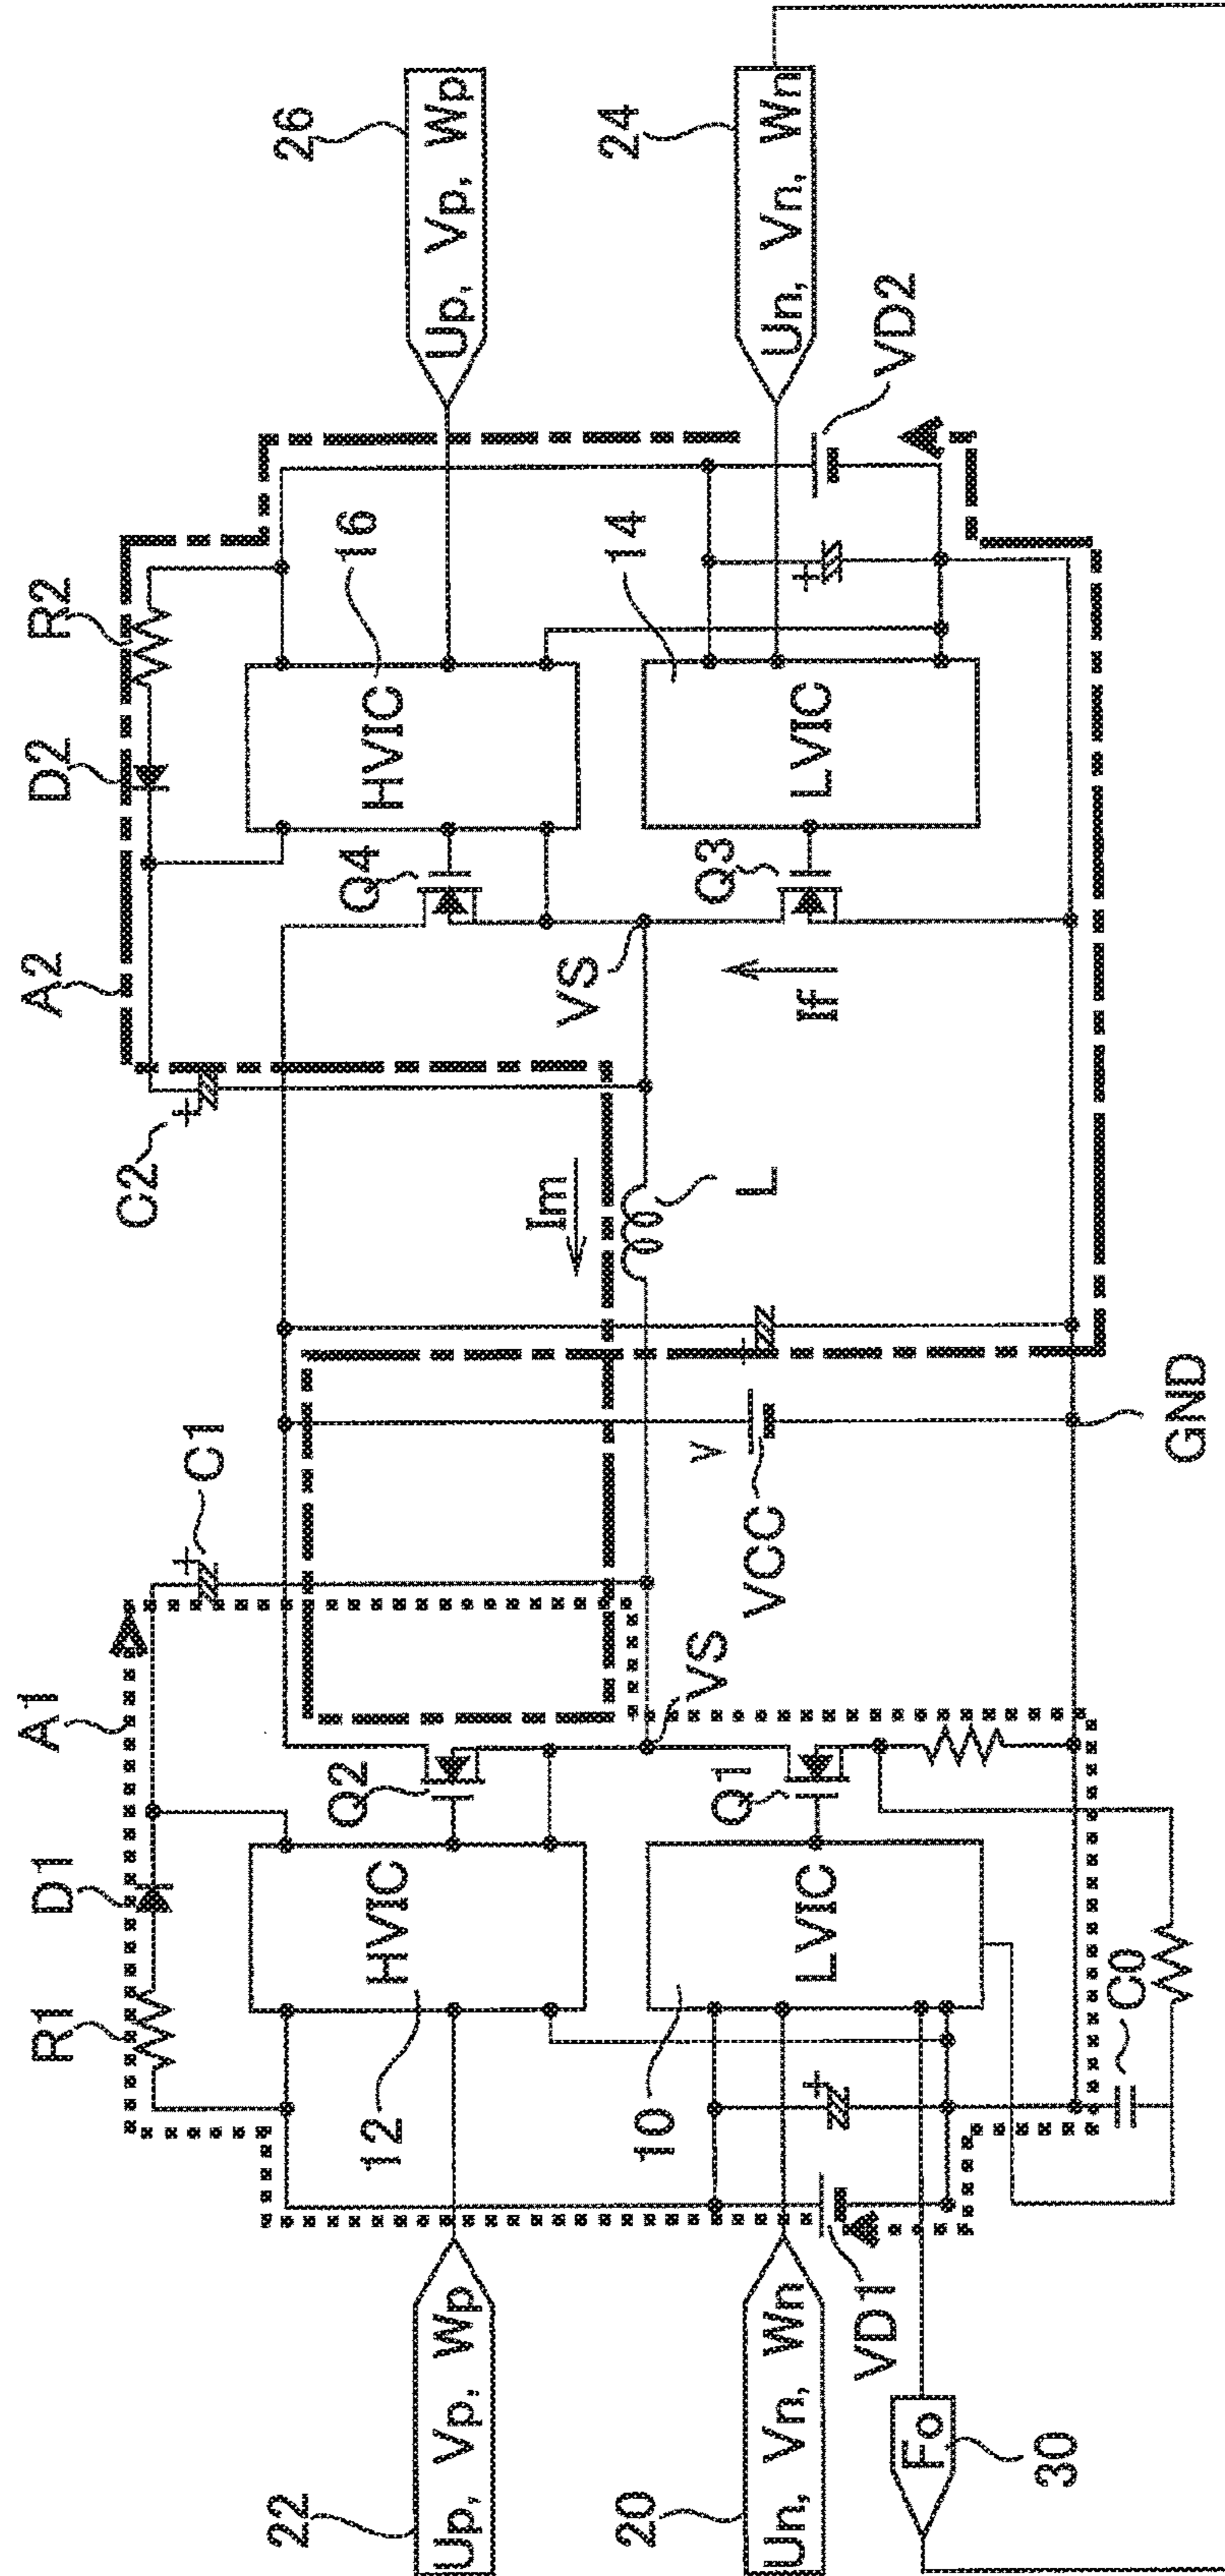 A1
A2
R1
D1
C1
C2
D2
R2
22
Up, Vp, Wp
12
HVIC
Q2
Im
VS
Q4
HVIC
16
26
Up, Vp, Wp
20
Un, Vn, Wn
10
LVIC
Q1
VS
V
VCC
L
If
Q3
LVIC
14
24
Un, Vn, Wn
VD1
VD2
Fo
30
C0
GND